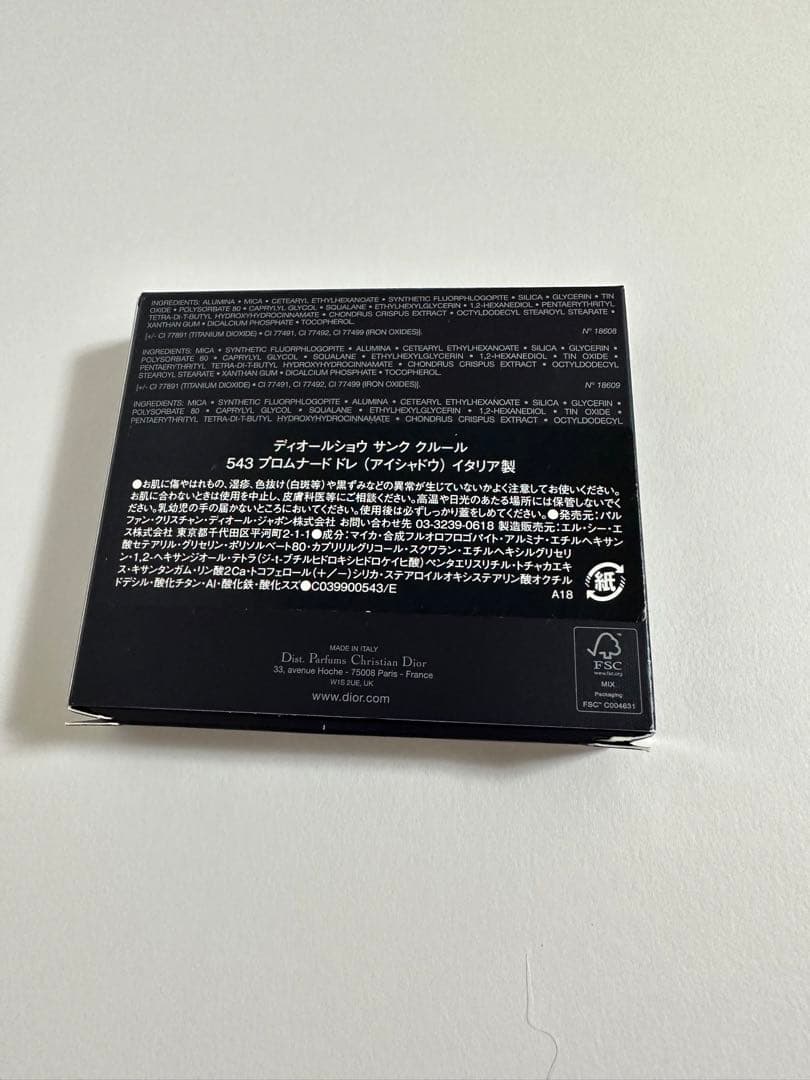 INGREDIENTS: ALUMINA • MICA • CETEARYL ETHYLHEXANOATE • SYNTHETIC FLUORPHLOGOPITE • SILICA • GLYCERIN • TIN
OXIDE • POLYSORBATE 80 • CAPRYLYL GLYCOL • SQUALANE • ETHYLHEXYLGLYCERIN • 1,2-HEXANEDIOL • PENTAERYTHRITYL
TETRA-DI-T-BUTYL HYDROXYHYDROCINNAMATE • CHONDRUS CRISPUS EXTRACT • OCTYLDODECYL STEAROYL STEARATE •
XANTHAN GUM • DICALCIUM PHOSPHATE • TOCOPHEROL.
[+/- CI 77891 (TITANIUM DIOXIDE) • CI 77491, CI 77492, CI 77499 (IRON OXIDES)]. N° 18608
INGREDIENTS: MICA • SYNTHETIC FLUORPHLOGOPITE • ALUMINA • CETEARYL ETHYLHEXANOATE • SILICA • GLYCERIN •
POLYSORBATE 80 • CAPRYLYL GLYCOL • SQUALANE • ETHYLHEXYLGLYCERIN • 1,2-HEXANEDIOL • TIN OXIDE •
PENTAERYTHRITYL TETRA-DI-T-BUTYL HYDROXYHYDROCINNAMATE • CHONDRUS CRISPUS EXTRACT • OCTYLDODECYL
STEAROYL STEARATE • XANTHAN GUM • DICALCIUM PHOSPHATE • TOCOPHEROL.
[+/- CI 77891 (TITANIUM DIOXIDE) • CI 77491, CI 77492, CI 77499 (IRON OXIDES)]. N° 18609
INGREDIENTS: MICA • SYNTHETIC FLUORPHLOGOPITE • ALUMINA • CETEARYL ETHYLHEXANOATE • SILICA • GLYCERIN •
POLYSORBATE 80 • CAPRYLYL GLYCOL • SQUALANE • ETHYLHEXYLGLYCERIN • 1,2-HEXANEDIOL • TIN OXIDE •
PENTAERYTHRITYL TETRA-DI-T-BUTYL HYDROXYHYDROCINNAMATE • CHONDRUS CRISPUS EXTRACT • OCTYLDODECYL
ディオールショウ サンク クルール
543 プロムナード ドレ（アイシャドウ）イタリア製
●お肌に傷やはれもの、湿疹、色抜け（白斑等）や黒ずみなどの異常が生じていないかよく注意してお使いください。
お肌に合わないときは使用を中止し、皮膚科医等にご相談ください。高温や日光のあたる場所には保管しないでくださ
い。乳幼児の手の届かないところにおいてください。使用後は必ずしっかり蓋をしめてください。●発売元:パル
ファン・クリスチャン・ディオール・ジャポン株式会社 お問い合わせ先 03-3239-0618 製造販売元:エル・シー・エ
ス株式会社 東京都千代田区平河町2-1-1●成分:マイカ・合成フルオロフロゴパイト・アルミナ・エチルヘキサン
酸セテアリル・グリセリン・ポリソルベート80・カプリリルグリコール・スクワラン・エチルヘキシルグリセリ
ン・1,2-ヘキサンジオール・テトラ（ジ-t-ブチルヒドロキシヒドロケイヒ酸）ペンタエリスリチル・トチャカエキ
ス・キサンタンガム・リン酸2Ca・トコフェロール（＋／－）シリカ・ステアロイルオキシステアリン酸オクチル
ドデシル・酸化チタン・Al・酸化鉄・酸化スズ●C039900543/E
A18
紙
MADE IN ITALY
Dist. Parfums Christian Dior
33, avenue Hoche - 75008 Paris - France
W1S 2UE, UK
www.dior.com
FSC
www.fsc.org
MIX
Packaging
FSC™ C004631